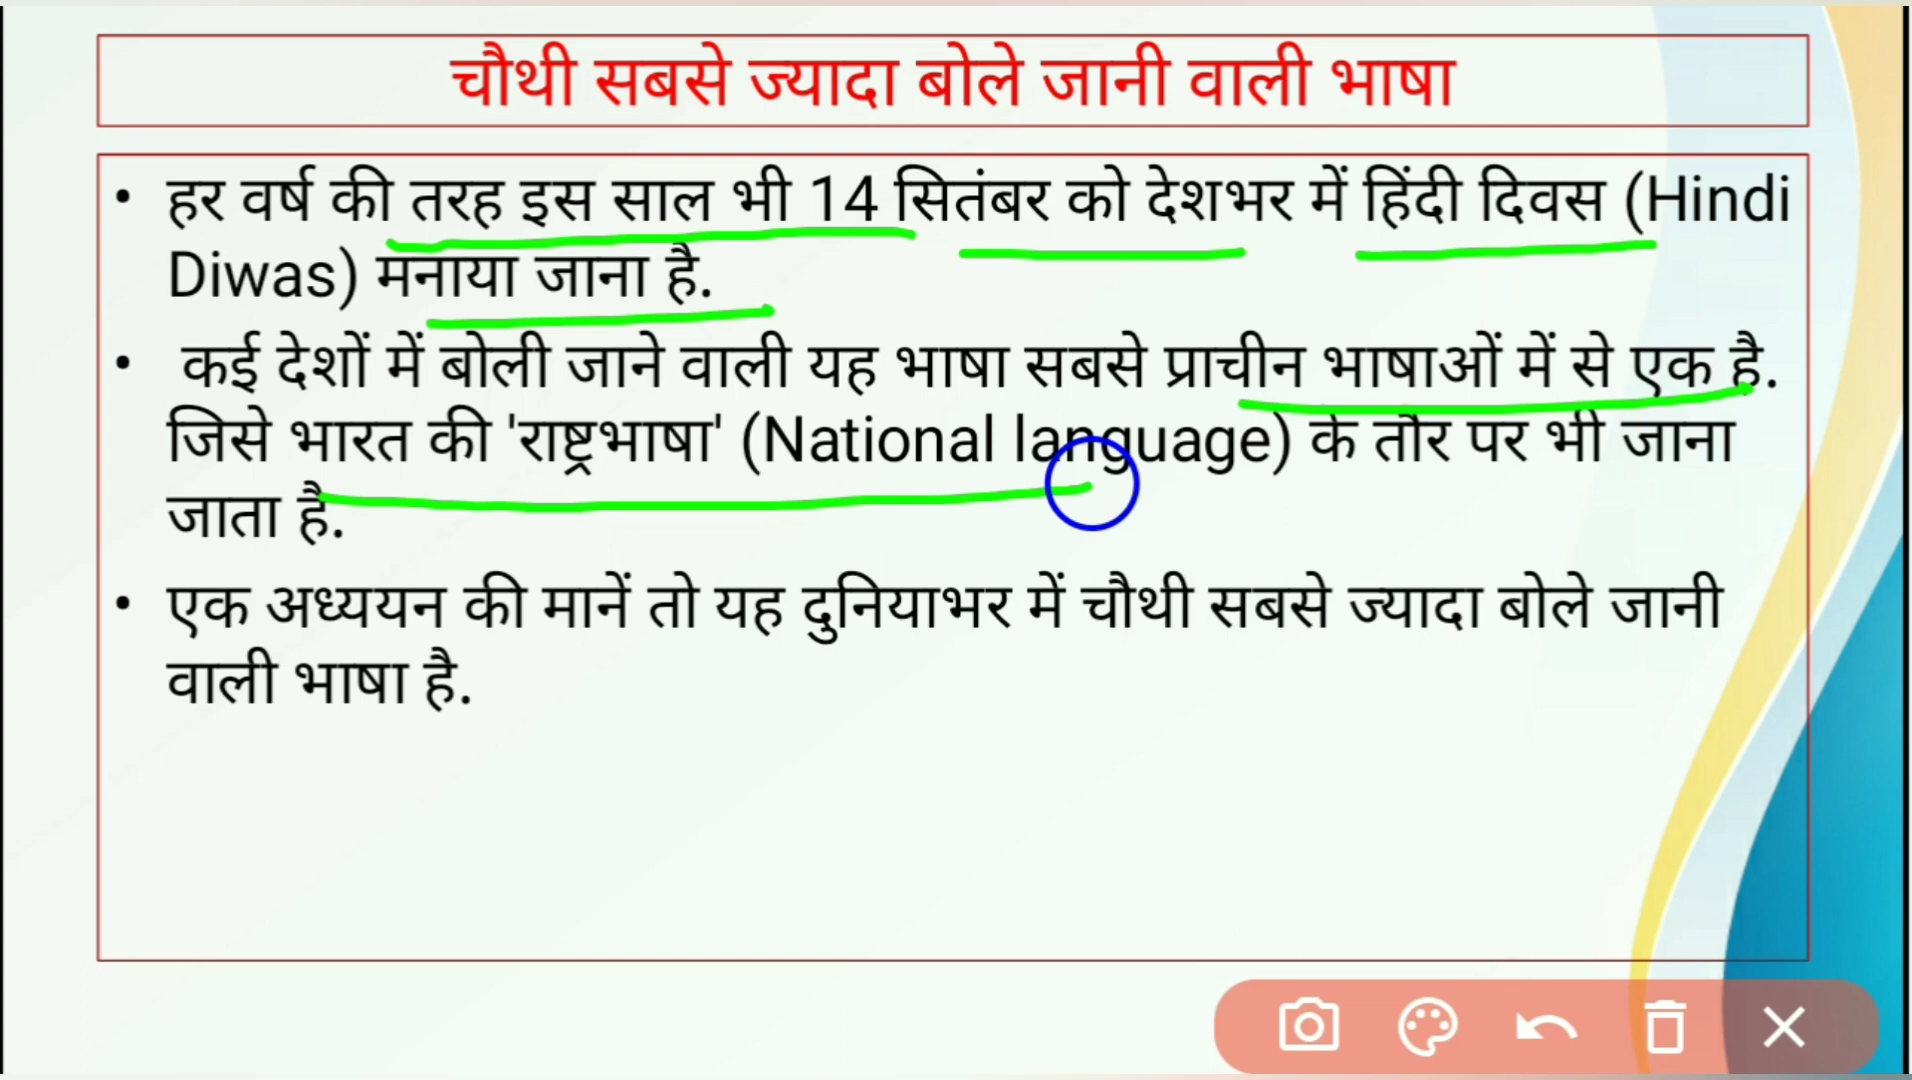 चौथी सबसे ज्यादा बोले जानी वाली भाषा
• हर वर्ष की तरह इस साल भी 14 सितंबर को देशभर में हिंदी दिवस (Hindi
Diwas) मनाया जाना है.
• कई देशों में बोली जाने वाली यह भाषा सबसे प्राचीन भाषाओं में से एक है.
जिसे भारत की 'राष्ट्रभाषा' (National language) के तौर पर भी जाना
जाता है.
• एक अध्ययन की मानें तो यह दुनियाभर में चौथी सबसे ज्यादा बोले जानी
वाली भाषा है.